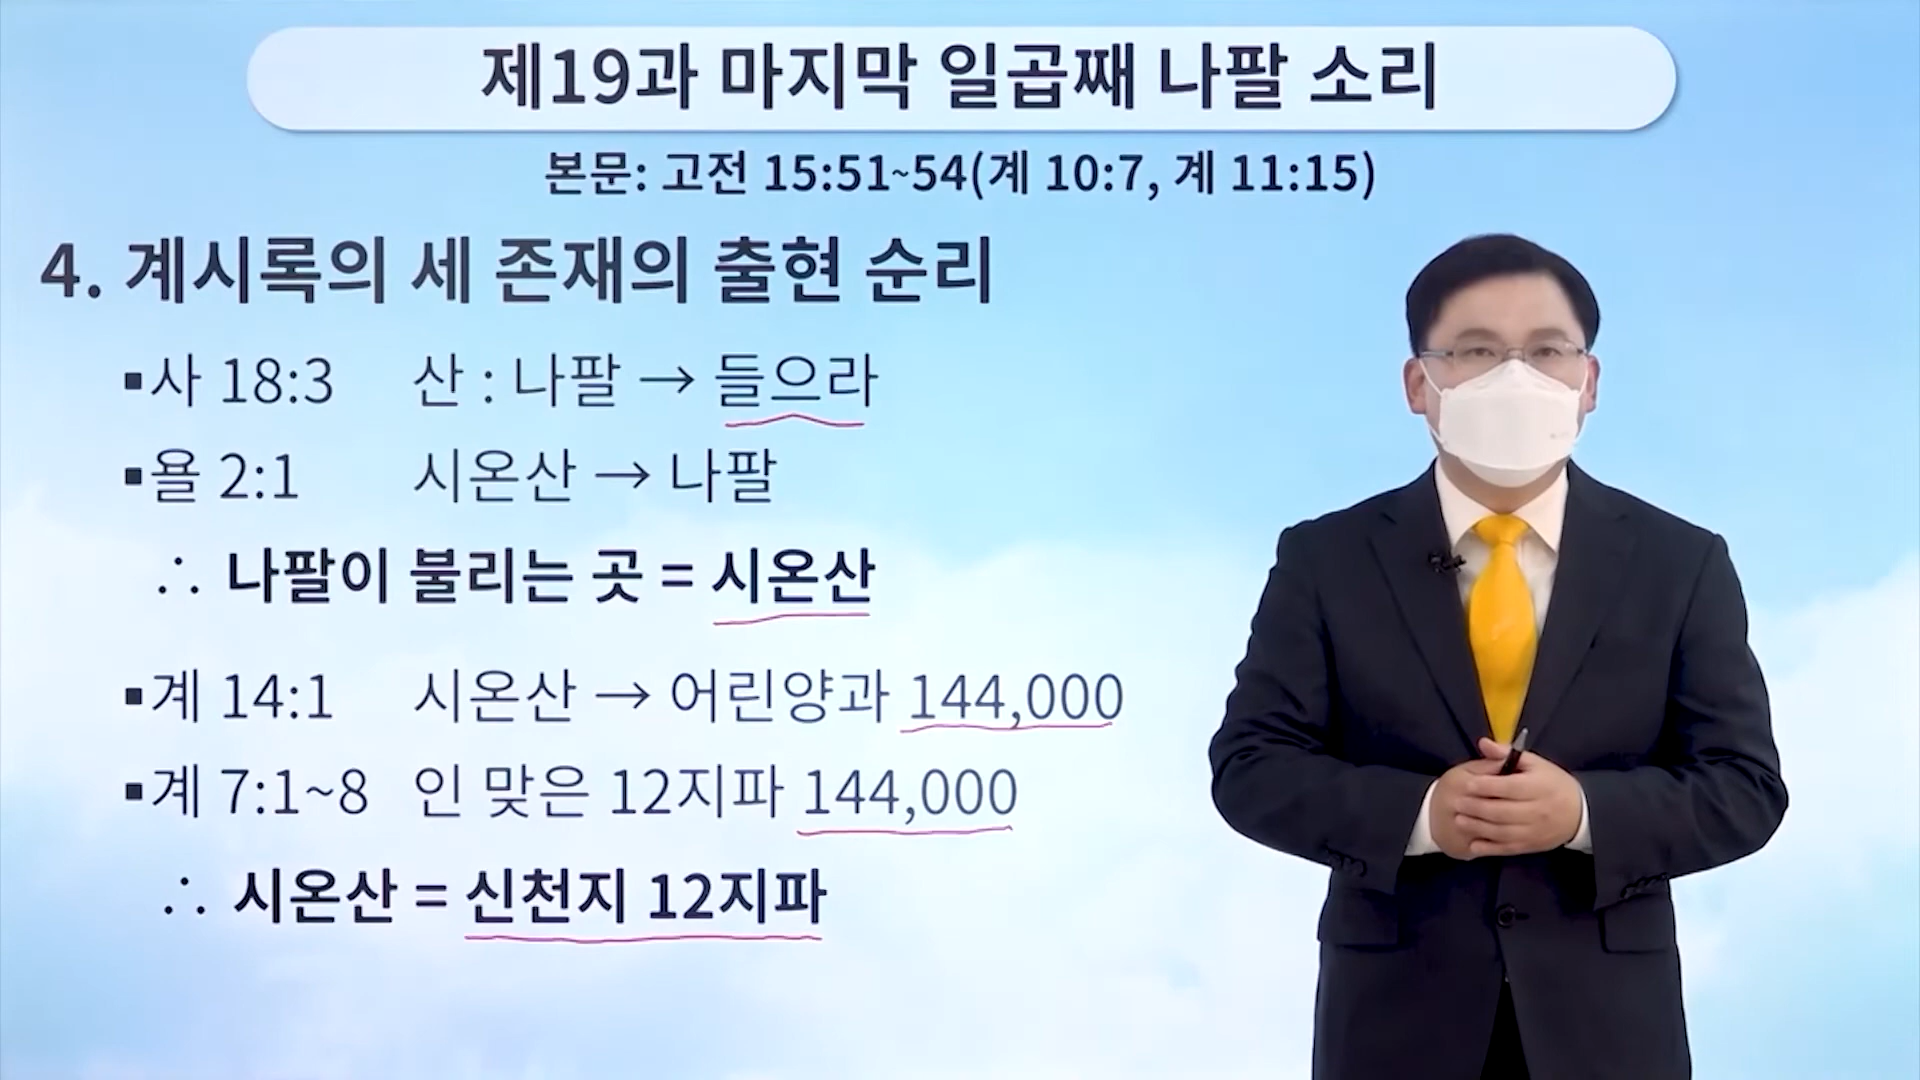 제19과 마지막 일곱째 나팔 소리
본문: 고전 15:51~54(계 10:7, 계 11:15)
4. 계시록의 세 존재의 출현 순리
▪사 18:3 산 : 나팔 → 들으라
▪욜 2:1 시온산 → 나팔
∴ 나팔이 불리는 곳 = 시온산
▪계 14:1 시온산 → 어린양과 144,000
▪계 7:1~8 인 맞은 12지파 144,000
∴ 시온산 = 신천지 12지파